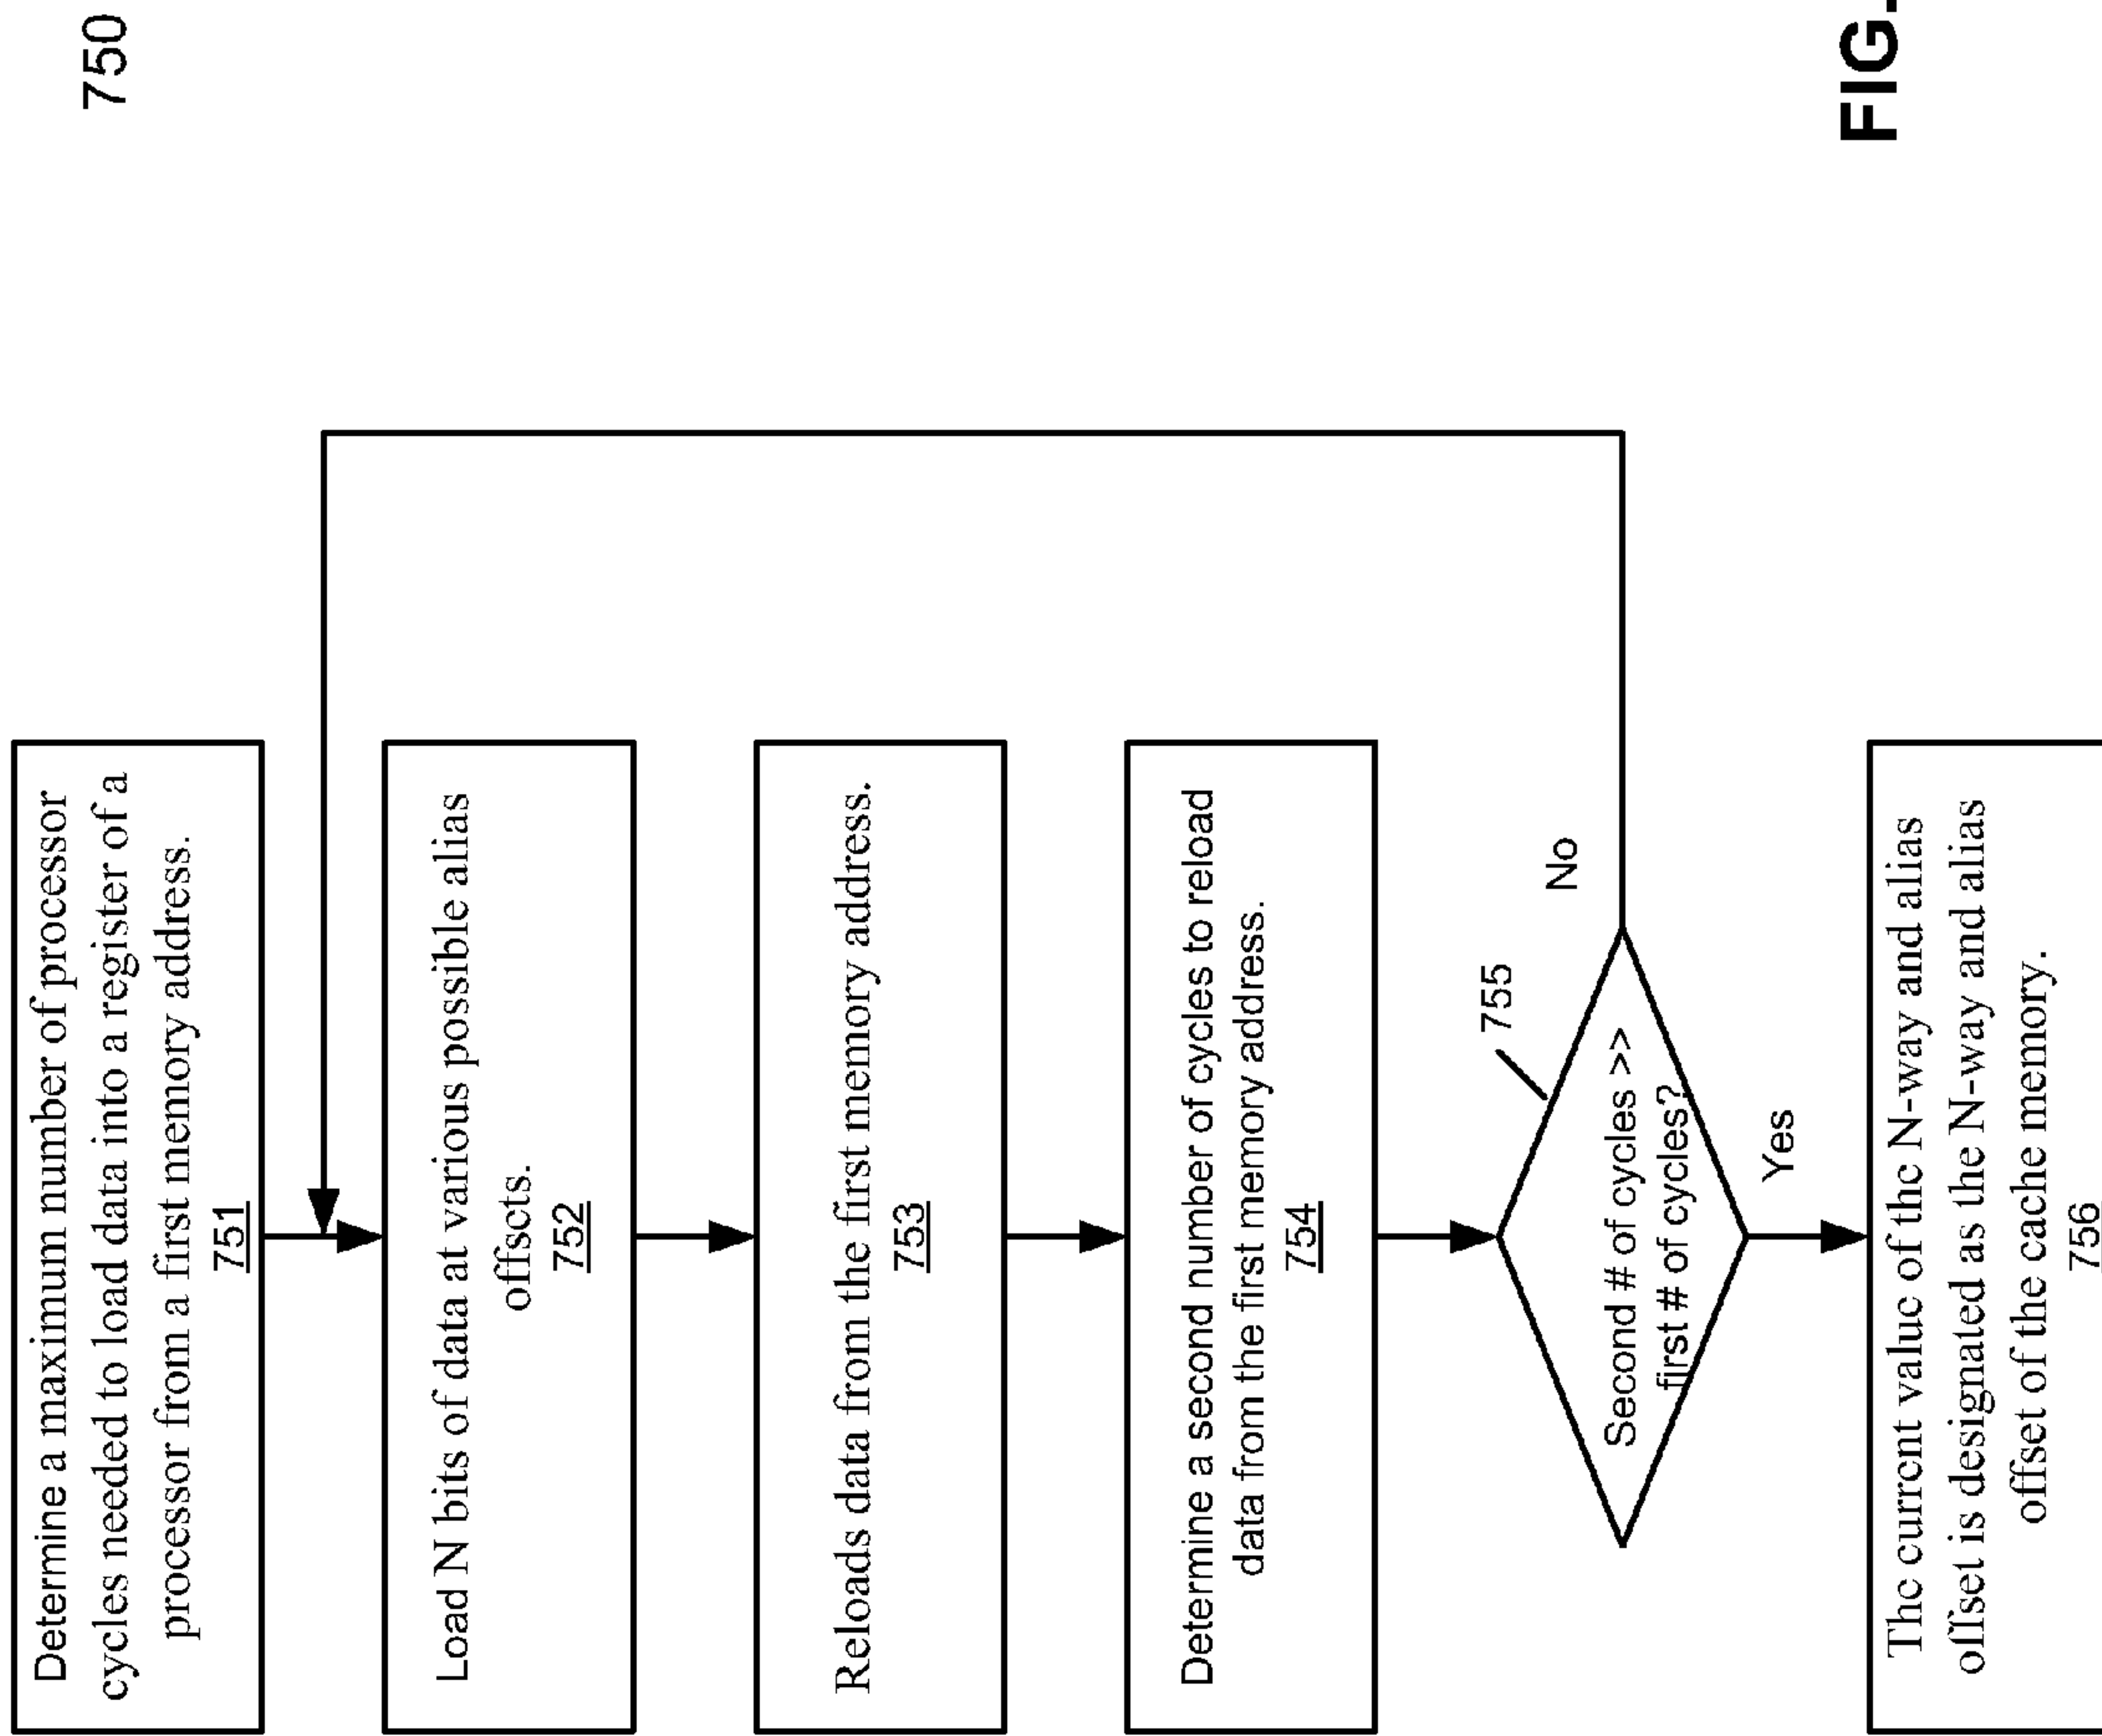 750
Determine a maximum number of processor
cycles needed to load data into a register of a
processor from a first memory address.
751
Load N bits of data at various possible alias
offsets.
752
Reloads data from the first memory address.
753
Determine a second number of cycles to reload
data from the first memory address.
754
755
Second # of cycles >>
first # of cycles?
No
Yes
The current value of the N-way and alias
offset is designated as the N-way and alias
offset of the cache memory.
756
FIG.